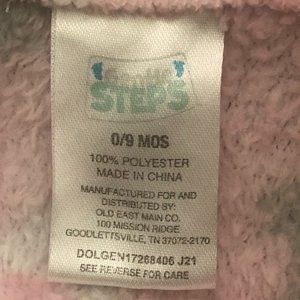 STEPS
0/9 MOS
100% POLYESTER
MADE IN CHINA
MANUFACTURED FOR AND
DISTRIBUTED BY:
OLD EAST MAIN CO.
100 MISSION RIDGE
GOODLETTSVILLE, TN 37072-2170
DOLGEN17288406 J21
SEE REVERSE FOR CARE